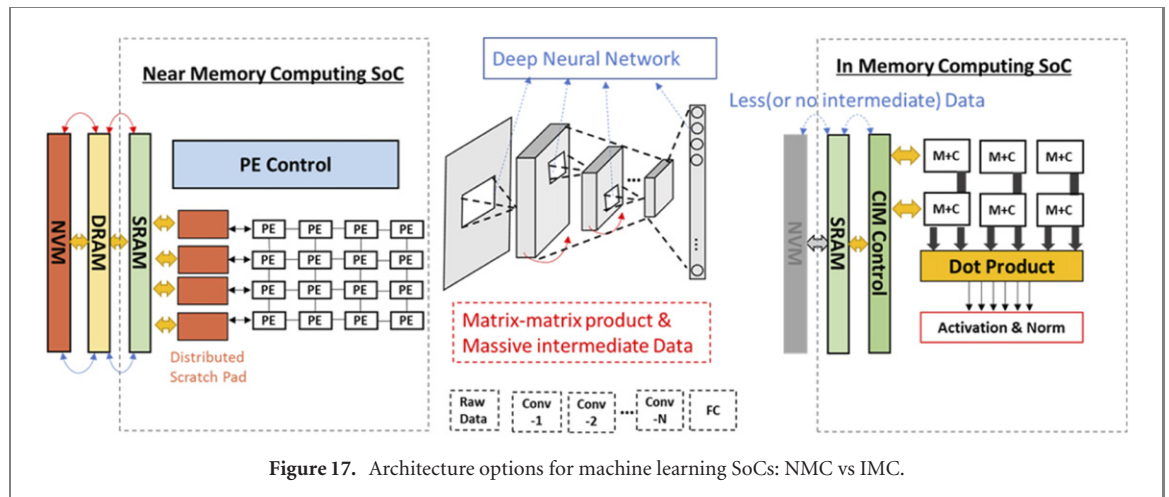 Near Memory Computing SoC
NVM
DRAM
SRAM
PE Control
PE PE PE PE
PE PE PE PE
PE PE PE PE
PE PE PE PE
Distributed
Scratch Pad
Deep Neural Network
...
⋮
Matrix-matrix product &
Massive intermediate Data
Raw
Data
Conv
-1
Conv
-2
...
Conv
-N
FC
In Memory Computing SoC
Less(or no intermediate) Data
NVM
SRAM
CIM Control
M+C M+C M+C
M+C M+C M+C
Dot Product
Activation & Norm
Figure 17. Architecture options for machine learning SoCs: NMC vs IMC.